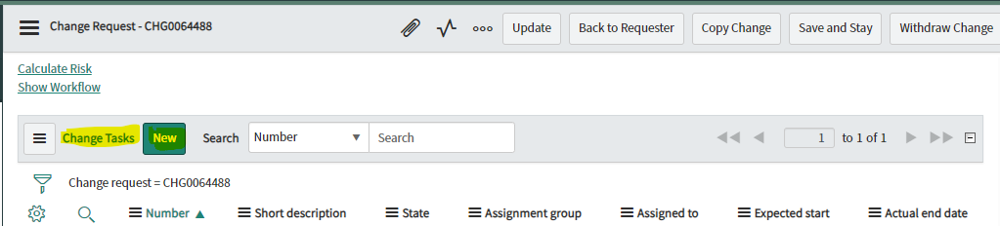 Change Request - CHG0064488 Update Back to Requester Copy Change Save and Stay Withdraw Change
Calculate Risk
Show Workflow
Change Tasks New Search Number Search 1 to 1 of 1
Change request = CHG0064488
Number Short description State Assignment group Assigned to Expected start Actual end date